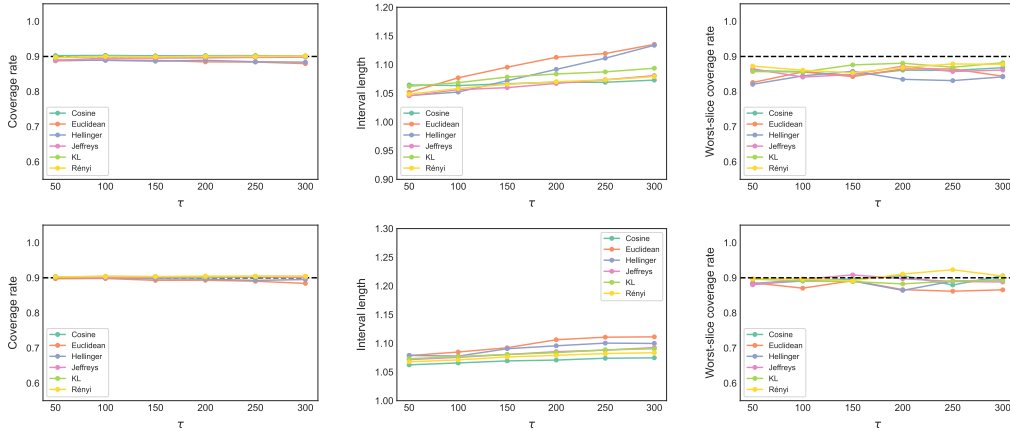 Coverage rate
1.0
0.9
0.8
0.7
0.6
Cosine
Euclidean
Hellinger
Jeffreys
KL
Rényi
50 100 150 200 250 300
τ
Interval length
1.20
1.15
1.10
1.05
1.00
0.95
0.90
Cosine
Euclidean
Hellinger
Jeffreys
KL
Rényi
50 100 150 200 250 300
τ
Worst-slice coverage rate
1.0
0.9
0.8
0.7
0.6
Cosine
Euclidean
Hellinger
Jeffreys
KL
Rényi
50 100 150 200 250 300
τ
Coverage rate
1.0
0.9
0.8
0.7
0.6
Cosine
Euclidean
Hellinger
Jeffreys
KL
Rényi
50 100 150 200 250 300
τ
Interval length
1.30
1.25
1.20
1.15
1.10
1.05
1.00
Cosine
Euclidean
Hellinger
Jeffreys
KL
Rényi
50 100 150 200 250 300
τ
Worst-slice coverage rate
1.0
0.9
0.8
0.7
0.6
Cosine
Euclidean
Hellinger
Jeffreys
KL
Rényi
50 100 150 200 250 300
τ